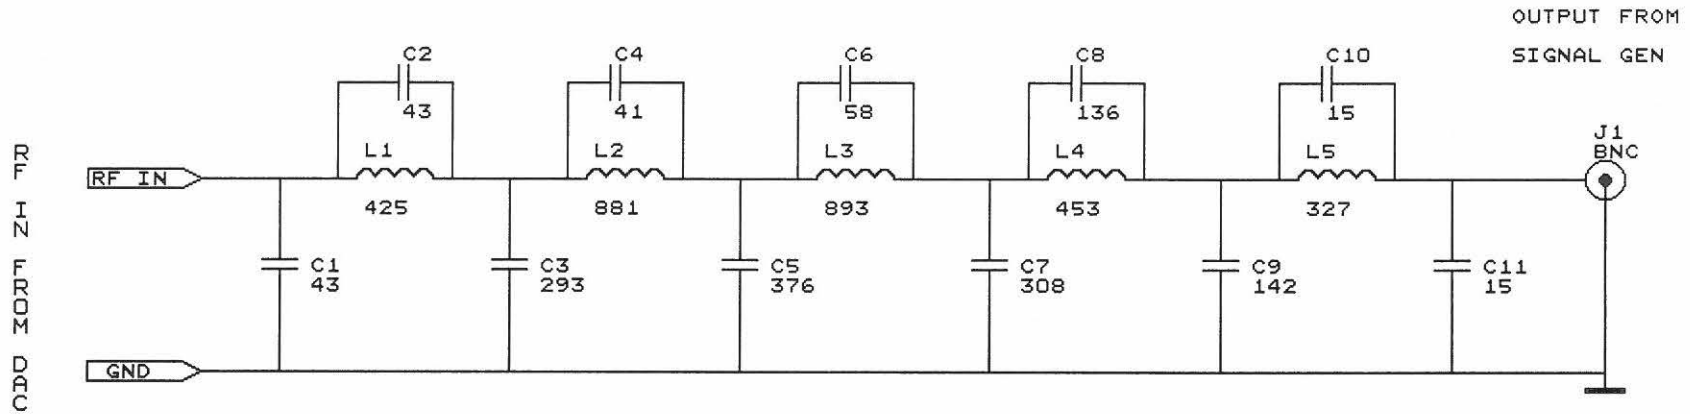 OUTPUT FROM
SIGNAL GEN
C2
43
C4
41
C6
58
C8
136
C10
15
J1
BNC
RF IN FROM DAC
RF IN
L1
425
L2
881
L3
893
L4
453
L5
327
C1
43
C3
293
C5
376
C7
308
C9
142
C11
15
GND